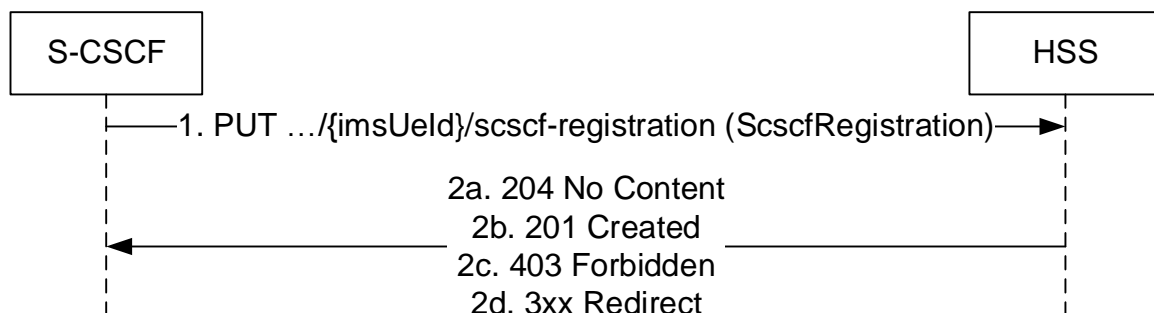 S-CSCF
HSS
1. PUT …/{imsUeId}/scscf-registration (ScscfRegistration)
2a. 204 No Content
2b. 201 Created
2c. 403 Forbidden
2d. 3xx Redirect